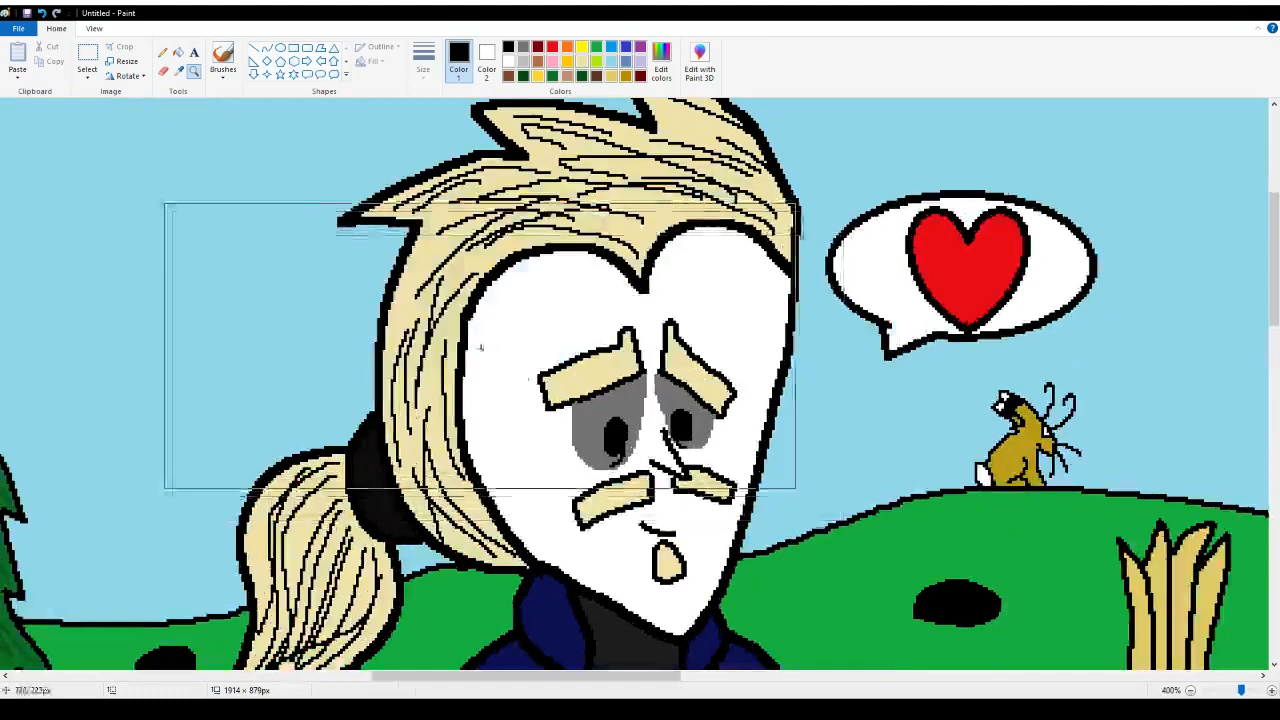 Untitled - Paint
File Home View
Paste
Cut
Copy
Clipboard
Select
Crop
Resize
Rotate
Image
A
Tools
Brushes
Outline
Fill
Shapes
Size
Color 1
Color 2
Edit colors
Colors
Edit with Paint 3D
1914 × 879px
400%